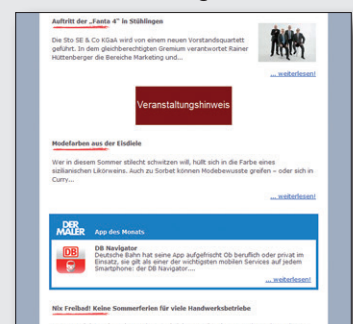 Auftritt der „Fanta 4" in Stühlingen
Die Sto SE & Co KGaA wird von einem neuen Vorstandsquartett
geführt. In dem gleichberechtigten Gremium verantwortet Rainer
Hüttenberger die Bereiche Marketing und...
... weiterlesen!
Veranstaltungshinweis
Modefarben aus der Eisdiele
Wer in diesem Sommer stilecht schwitzen will, hüllt sich in die Farbe eines
sizilianischen Likörweins. Auch zu Sorbet können Modebewusste greifen – oder sich in
Curry...
... weiterlesen!
DER
MALER
App des Monats
DB
DB Navigator
Deutsche Bahn hat seine App aufgefrischt Ob beruflich oder privat im
Einsatz, sie gilt als einer der wichtigsten mobilen Services auf jedem
Smartphone: der DB Navigator...
... weiterlesen!
Nix Freibad! Keine Sommerferien für viele Handwerksbetriebe